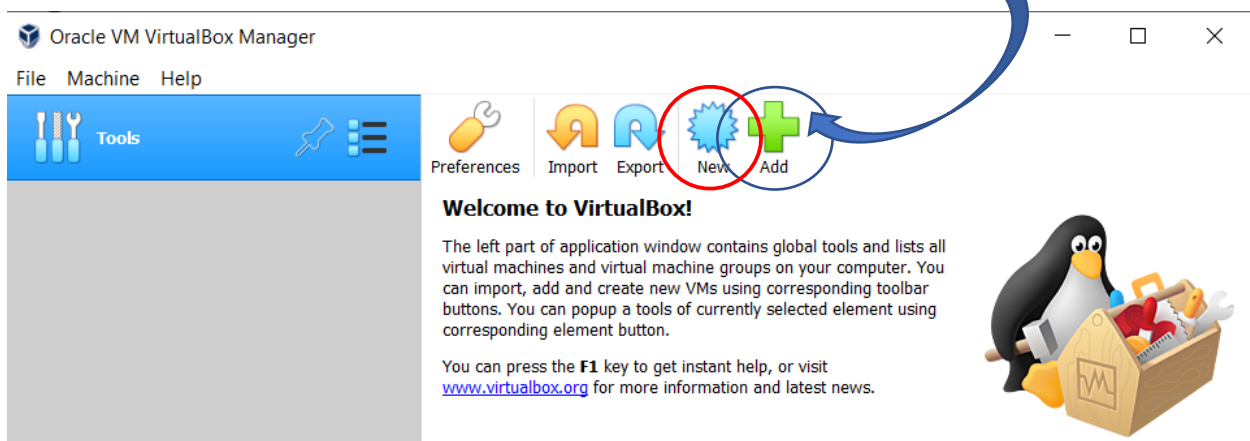 Oracle VM VirtualBox Manager
File Machine Help
Tools
Preferences Import Export New Add
Welcome to VirtualBox!
The left part of application window contains global tools and lists all
virtual machines and virtual machine groups on your computer. You
can import, add and create new VMs using corresponding toolbar
buttons. You can popup a tools of currently selected element using
corresponding element button.
You can press the F1 key to get instant help, or visit
www.virtualbox.org for more information and latest news.